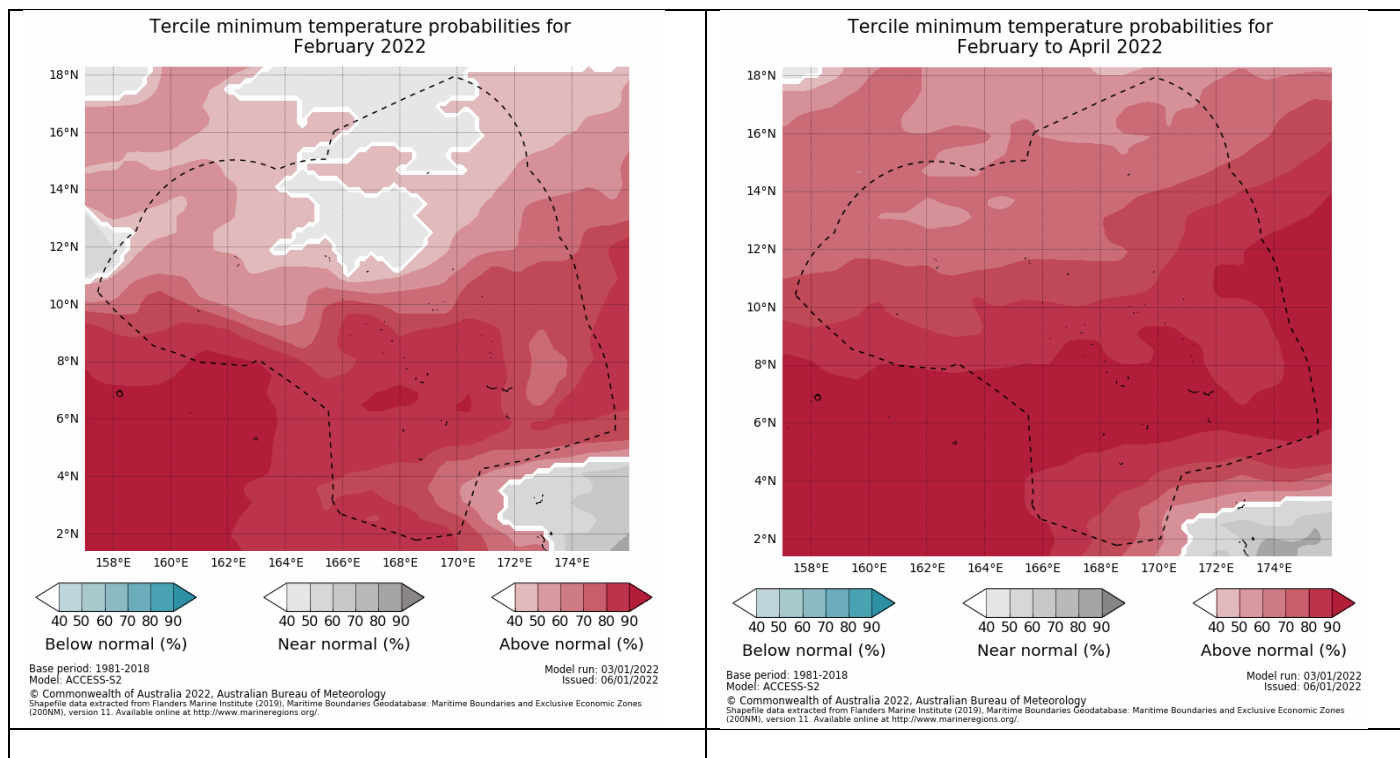 Tercile minimum temperature probabilities for
February 2022
18°N
16°N
14°N
12°N
10°N
8°N
6°N
4°N
2°N
158°E 160°E 162°E 164°E 166°E 168°E 170°E 172°E 174°E
40 50 60 70 80 90
Below normal (%)
40 50 60 70 80 90
Near normal (%)
40 50 60 70 80 90
Above normal (%)
Base period: 1981-2018
Model: ACCESS-S2
Model run: 03/01/2022
Issued: 06/01/2022
© Commonwealth of Australia 2022, Australian Bureau of Meteorology
Shapefile data extracted from Flanders Marine Institute (2019), Maritime Boundaries Geodatabase: Maritime Boundaries and Exclusive Economic Zones
(200NM), version 11. Available online at http://www.marineregions.org/.
Tercile minimum temperature probabilities for
February to April 2022
18°N
16°N
14°N
12°N
10°N
8°N
6°N
4°N
2°N
158°E 160°E 162°E 164°E 166°E 168°E 170°E 172°E 174°E
40 50 60 70 80 90
Below normal (%)
40 50 60 70 80 90
Near normal (%)
40 50 60 70 80 90
Above normal (%)
Base period: 1981-2018
Model: ACCESS-S2
Model run: 03/01/2022
Issued: 06/01/2022
© Commonwealth of Australia 2022, Australian Bureau of Meteorology
Shapefile data extracted from Flanders Marine Institute (2019), Maritime Boundaries Geodatabase: Maritime Boundaries and Exclusive Economic Zones
(200NM), version 11. Available online at http://www.marineregions.org/.